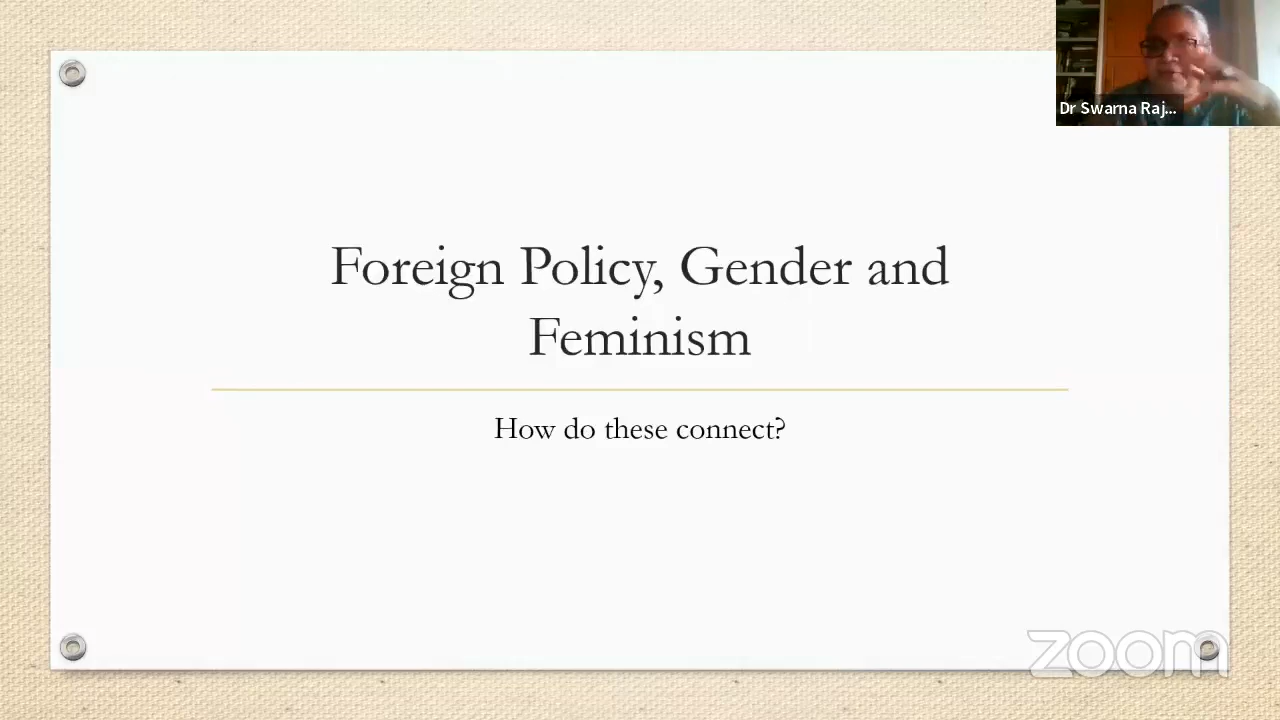 Dr Swarna Raj...
Foreign Policy, Gender and
Feminism
How do these connect?
zoom